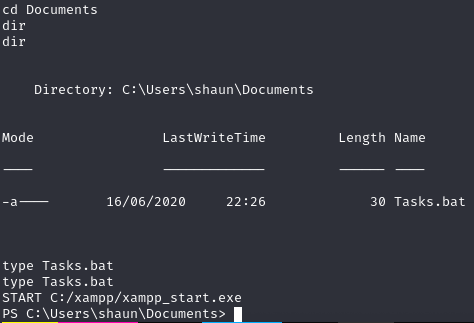 cd Documents
dir
dir
Directory: C:\Users\shaun\Documents
Mode LastWriteTime Length Name
---- ------------- ------ ----
-a---- 16/06/2020 22:26 30 Tasks.bat
type Tasks.bat
type Tasks.bat
START C:/xampp/xampp_start.exe
PS C:\Users\shaun\Documents>